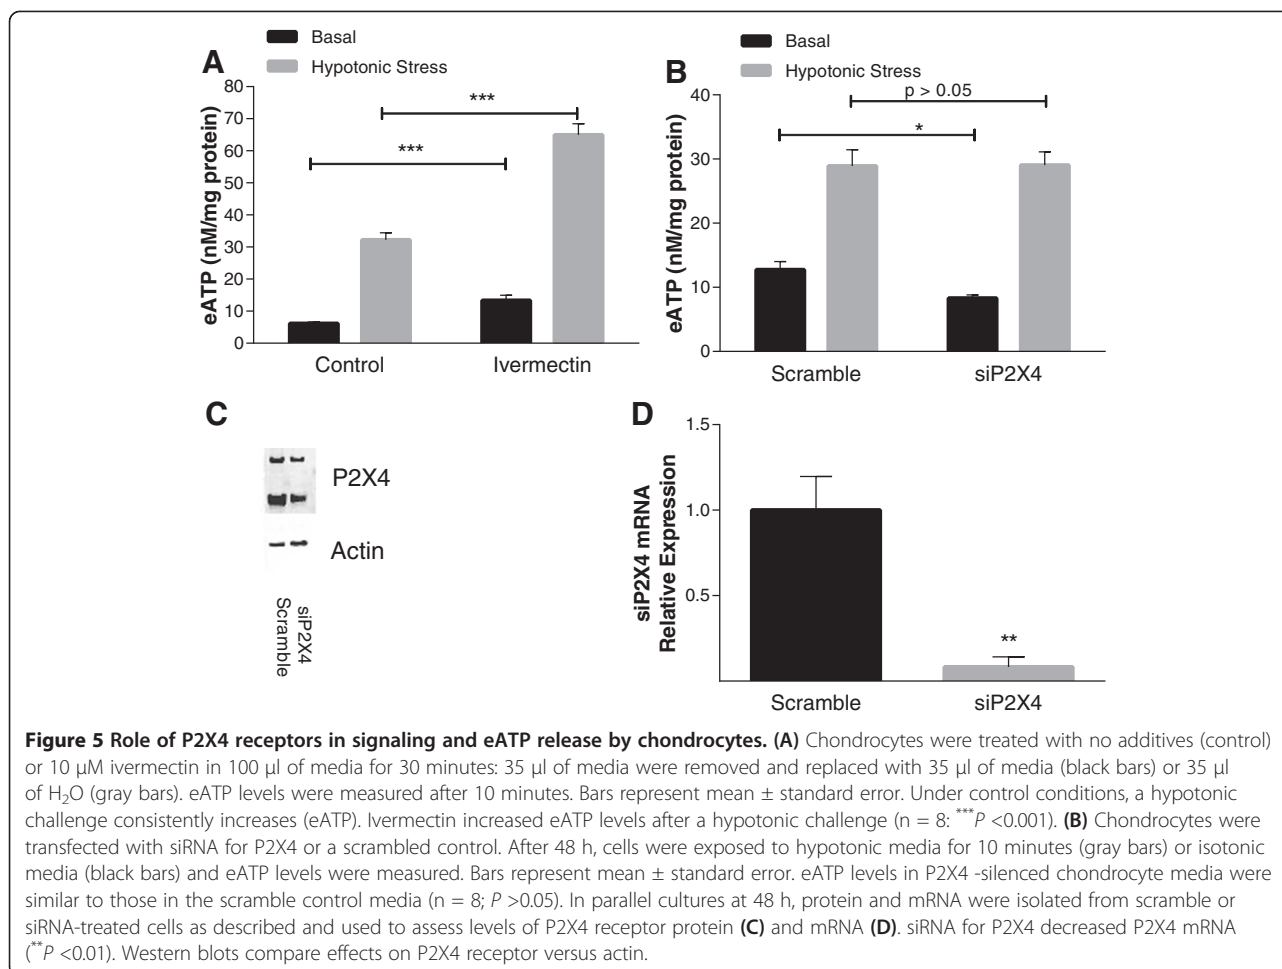 A
Basal
Hypotonic Stress
eATP (nM/mg protein)
80
70
60
50
40
30
20
10
0
***
***
Control
Ivermectin
B
Basal
Hypotonic Stress
eATP (nM/mg protein)
40
30
20
10
0
p > 0.05
*
Scramble
siP2X4
C
P2X4
Actin
Scramble
siP2X4
D
siP2X4 mRNA
Relative Expression
1.5
1.0
0.5
**
Scramble
siP2X4
Figure 5 Role of P2X4 receptors in signaling and eATP release by chondrocytes. (A) Chondrocytes were treated with no additives (control)
or 10 μM ivermectin in 100 μl of media for 30 minutes: 35 μl of media were removed and replaced with 35 μl of media (black bars) or 35 μl
of H₂O (gray bars). eATP levels were measured after 10 minutes. Bars represent mean ± standard error. Under control conditions, a hypotonic
challenge consistently increases (eATP). Ivermectin increased eATP levels after a hypotonic challenge (n = 8: ***P <0.001). (B) Chondrocytes were
transfected with siRNA for P2X4 or a scrambled control. After 48 h, cells were exposed to hypotonic media for 10 minutes (gray bars) or isotonic
media (black bars) and eATP levels were measured. Bars represent mean ± standard error. eATP levels in P2X4 -silenced chondrocyte media were
similar to those in the scramble control media (n = 8; P >0.05). In parallel cultures at 48 h, protein and mRNA were isolated from scramble or
siRNA-treated cells as described and used to assess levels of P2X4 receptor protein (C) and mRNA (D). siRNA for P2X4 decreased P2X4 mRNA
(**P <0.01). Western blots compare effects on P2X4 receptor versus actin.